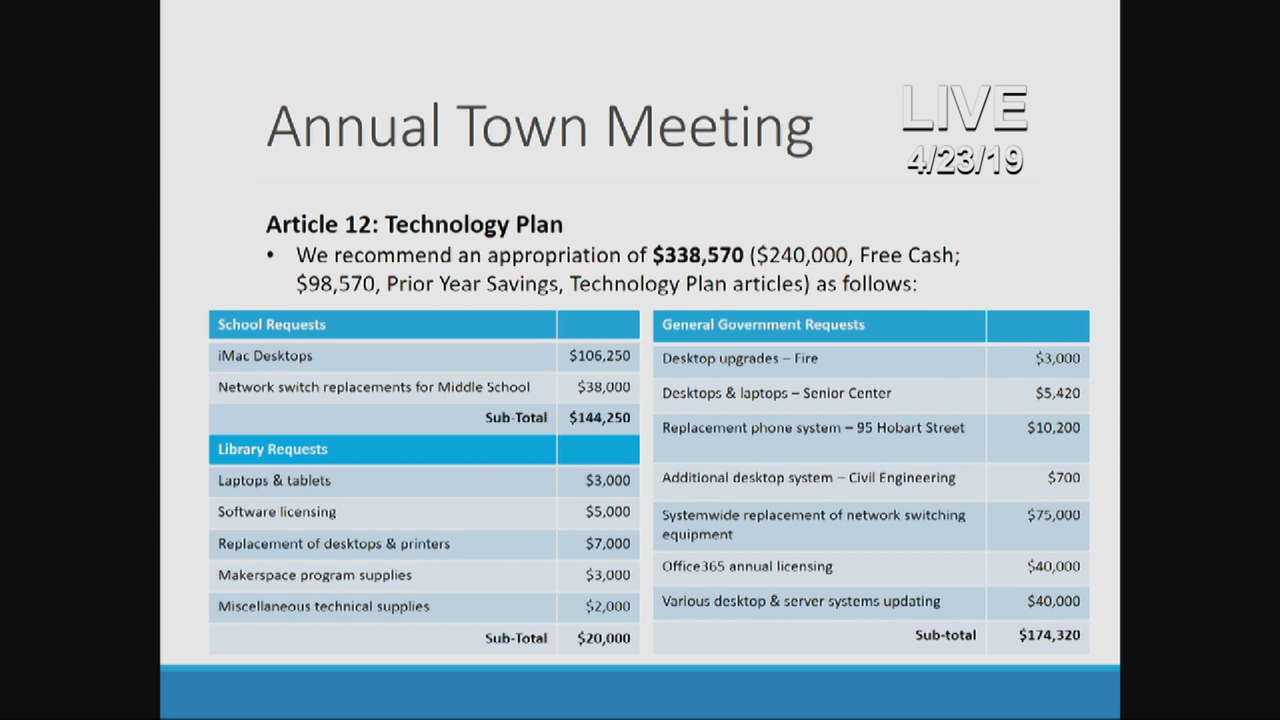 Annual Town Meeting
LIVE
4/23/19
Article 12: Technology Plan
• We recommend an appropriation of $338,570 ($240,000, Free Cash;
$98,570, Prior Year Savings, Technology Plan articles) as follows:
School Requests
iMac Desktops $106,250
Network switch replacements for Middle School $38,000
Sub-Total $144,250
Library Requests
Laptops & tablets $3,000
Software licensing $5,000
Replacement of desktops & printers $7,000
Makerspace program supplies $3,000
Miscellaneous technical supplies $2,000
Sub-Total $20,000
General Government Requests
Desktop upgrades – Fire $3,000
Desktops & laptops – Senior Center $5,420
Replacement phone system – 95 Hobart Street $10,200
Additional desktop system – Civil Engineering $700
Systemwide replacement of network switching $75,000
equipment
Office365 annual licensing $40,000
Various desktop & server systems updating $40,000
Sub-total $174,320